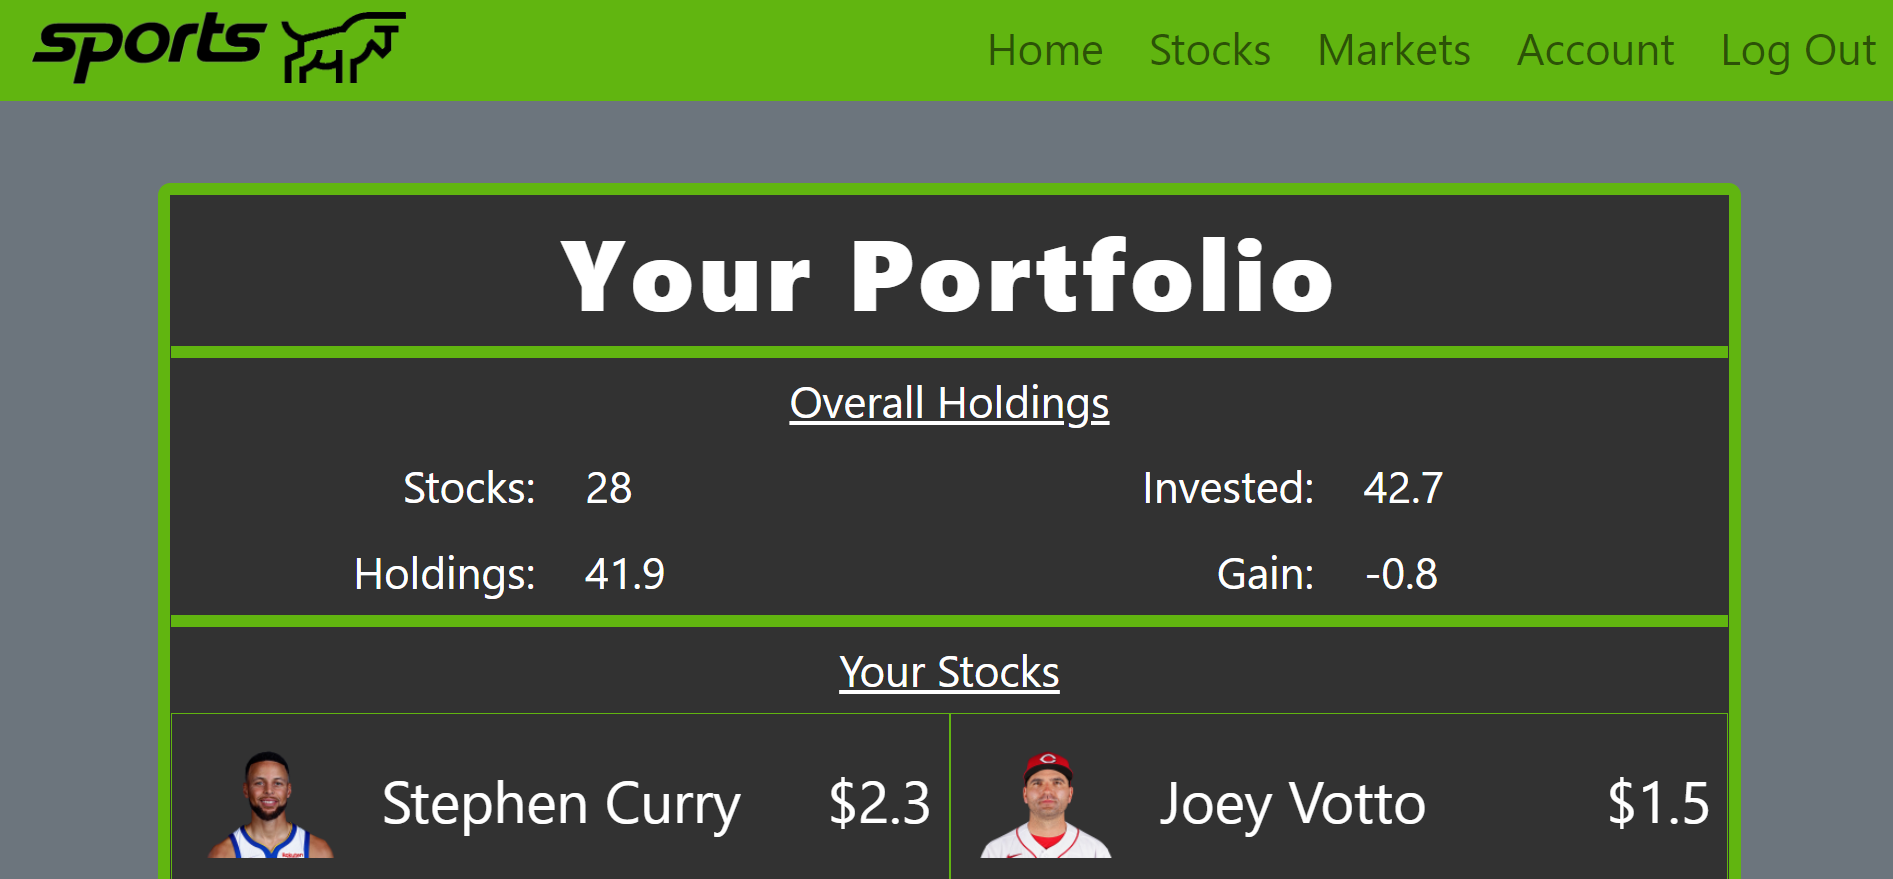 sports
Home Stocks Markets Account Log Out
Your Portfolio
Overall Holdings
Stocks: 28 Invested: 42.7
Holdings: 41.9 Gain: -0.8
Your Stocks
Stephen Curry $2.3 Joey Votto $1.5